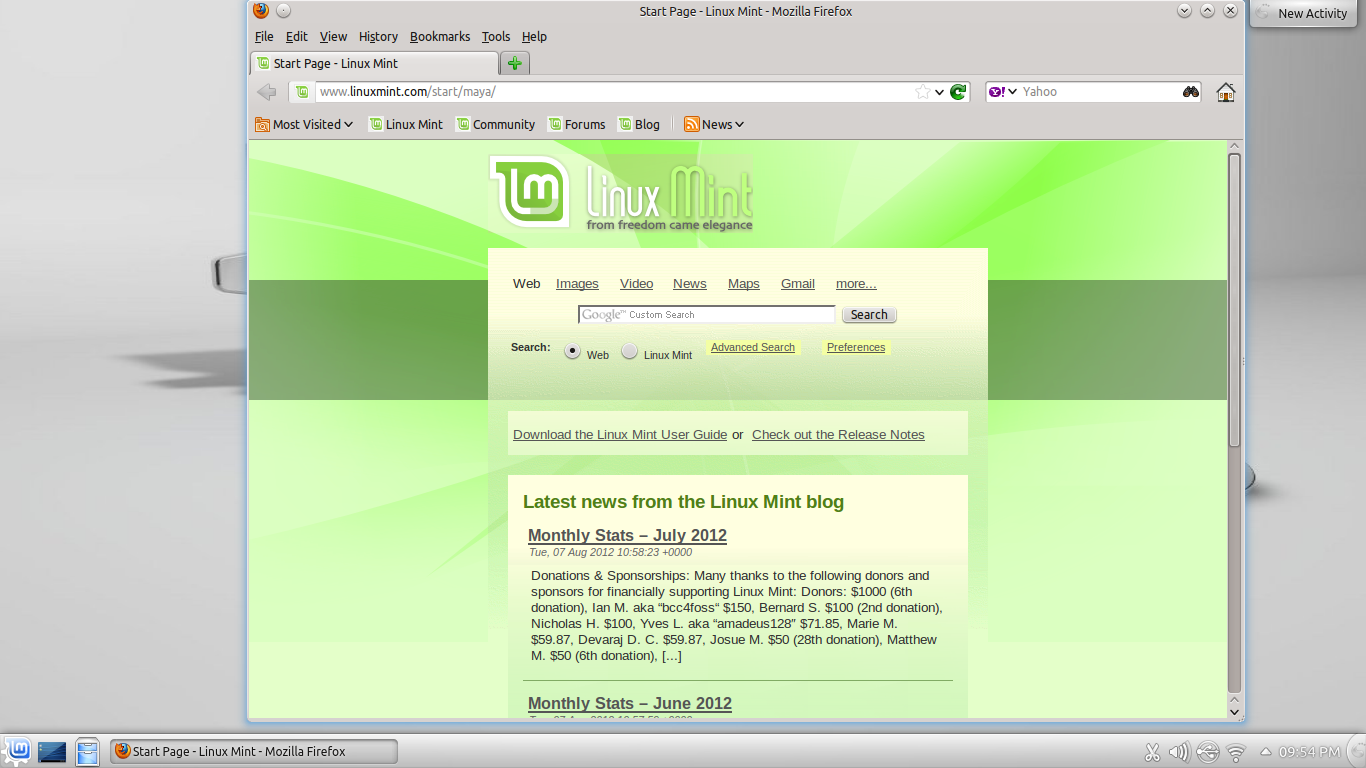 Start Page - Linux Mint - Mozilla Firefox
New Activity
File Edit View History Bookmarks Tools Help
Start Page - Linux Mint
www.linuxmint.com/start/maya/
Yahoo
Most Visited Linux Mint Community Forums Blog News
Linux Mint
from freedom came elegance
Web Images Video News Maps Gmail more...
Google™ Custom Search Search
Search: Web Linux Mint Advanced Search Preferences
Download the Linux Mint User Guide or Check out the Release Notes
Latest news from the Linux Mint blog
Monthly Stats – July 2012
Tue, 07 Aug 2012 10:58:23 +0000
Donations & Sponsorships: Many thanks to the following donors and
sponsors for financially supporting Linux Mint: Donors: $1000 (6th
donation), Ian M. aka “bcc4foss“ $150, Bernard S. $100 (2nd donation),
Nicholas H. $100, Yves L. aka “amadeus128″ $71.85, Marie M.
$59.87, Devaraj D. C. $59.87, Josue M. $50 (28th donation), Matthew
M. $50 (6th donation), [...]
Monthly Stats – June 2012
Start Page - Linux Mint - Mozilla Firefox
09:54 PM